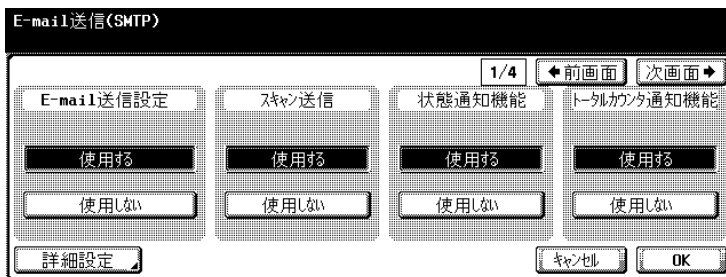 E-mail送信(SMTP)
1/4 ←前画面 次画面→
E-mail送信設定 ｽｷｬﾝ送信 状態通知機能 ﾄｰﾀﾙｶｳﾝﾀ通知機能
使用する 使用する 使用する 使用する
使用しない 使用しない 使用しない 使用しない
詳細設定 ｷｬﾝｾﾙ OK